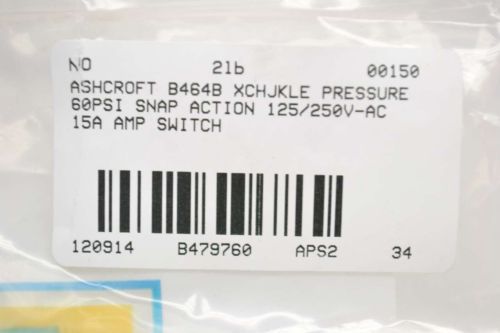 NO 2lb 00150
ASHCROFT B464B XCHJKLE PRESSURE
60PSI SNAP ACTION 125/250V-AC
15A AMP SWITCH
120914 B479760 APS2 34